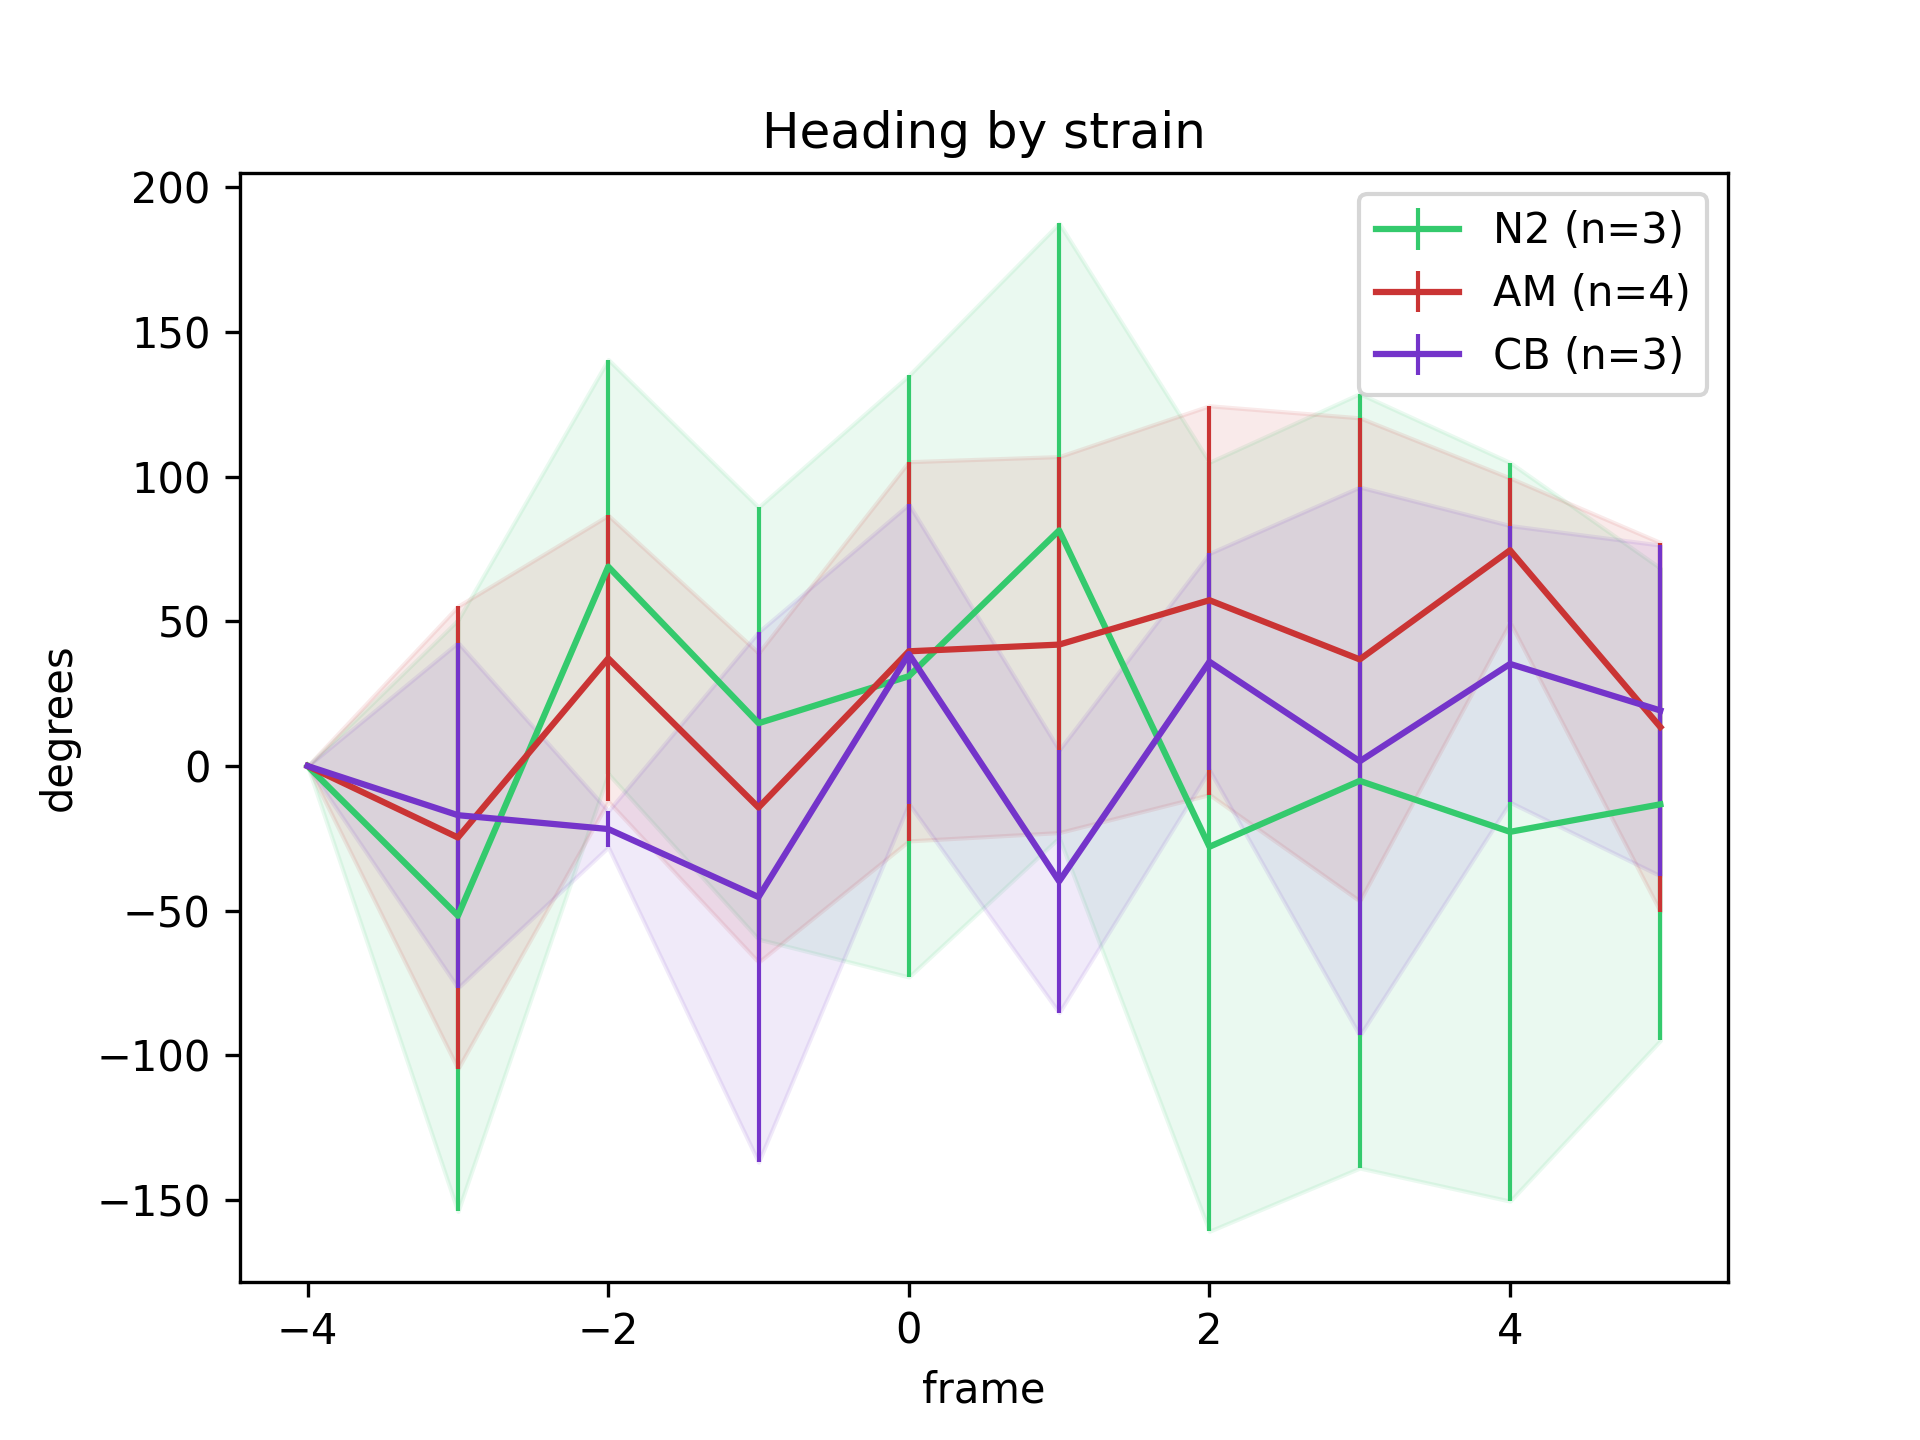 Heading by strain
200
150
100
50
0
−50
−100
−150
degrees
N2 (n=3)
AM (n=4)
CB (n=3)
−4
−2
0
2
4
frame